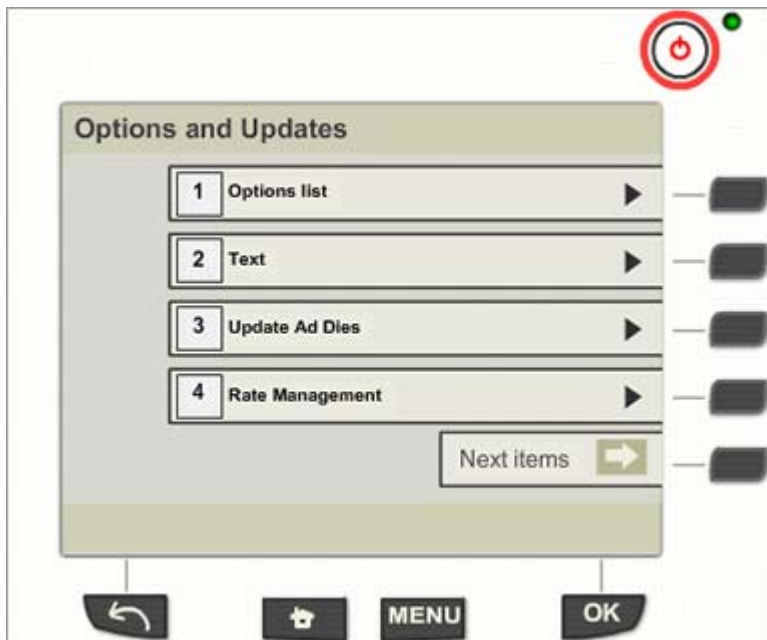 Options and Updates
1 Options list
2 Text
3 Update Ad Dies
4 Rate Management
Next items
MENU
OK